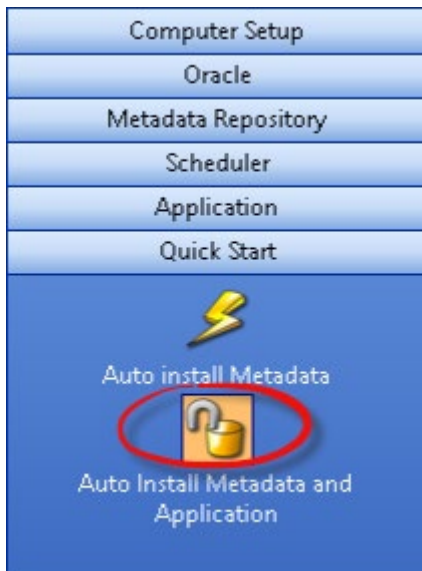 Computer Setup
Oracle
Metadata Repository
Scheduler
Application
Quick Start
Auto install Metadata
Auto Install Metadata and
Application